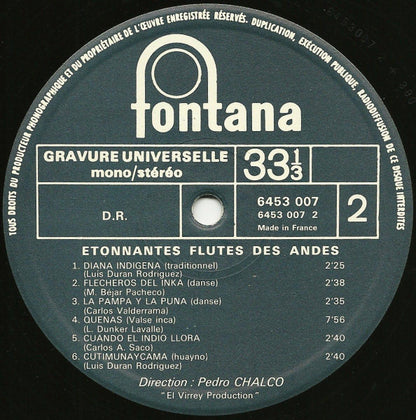 TOUS DROITS DU PRODUCTEUR PHONOGRAPHIQUE ET DU PROPRIÉTAIRE DE L'ŒUVRE ENREGISTRÉE RÉSERVÉS. DUPLICATION, EXÉCUTION PUBLIQUE, RADIODIFFUSION DE CE DISQUE INTERDITES
fontana
GRAVURE UNIVERSELLE
mono/stéréo
33 1/3
D.R.
6453 007
6453 007 2
Made in France
2
ETONNANTES FLUTES DES ANDES
1. DIANA INDIGENA (traditionnel) 2'25
(Luis Duran Rodriguez)
2. FLECHEROS DEL INKA (danse) 2'38
(M. Béjar Pacheco)
3. LA PAMPA Y LA PUNA (danse) 2'35
(Carlos Valderrama)
4. QUENAS (Valse inca) 7'56
(L. Dunker Lavalle)
5. CUANDO EL INDIO LLORA 2'40
(Carlos A. Saco)
6. CUTIMUNAYCAMA (huayno) 2'40
(Luis Duran Rodriguez)
Direction : Pedro CHALCO
"El Virrey Production"